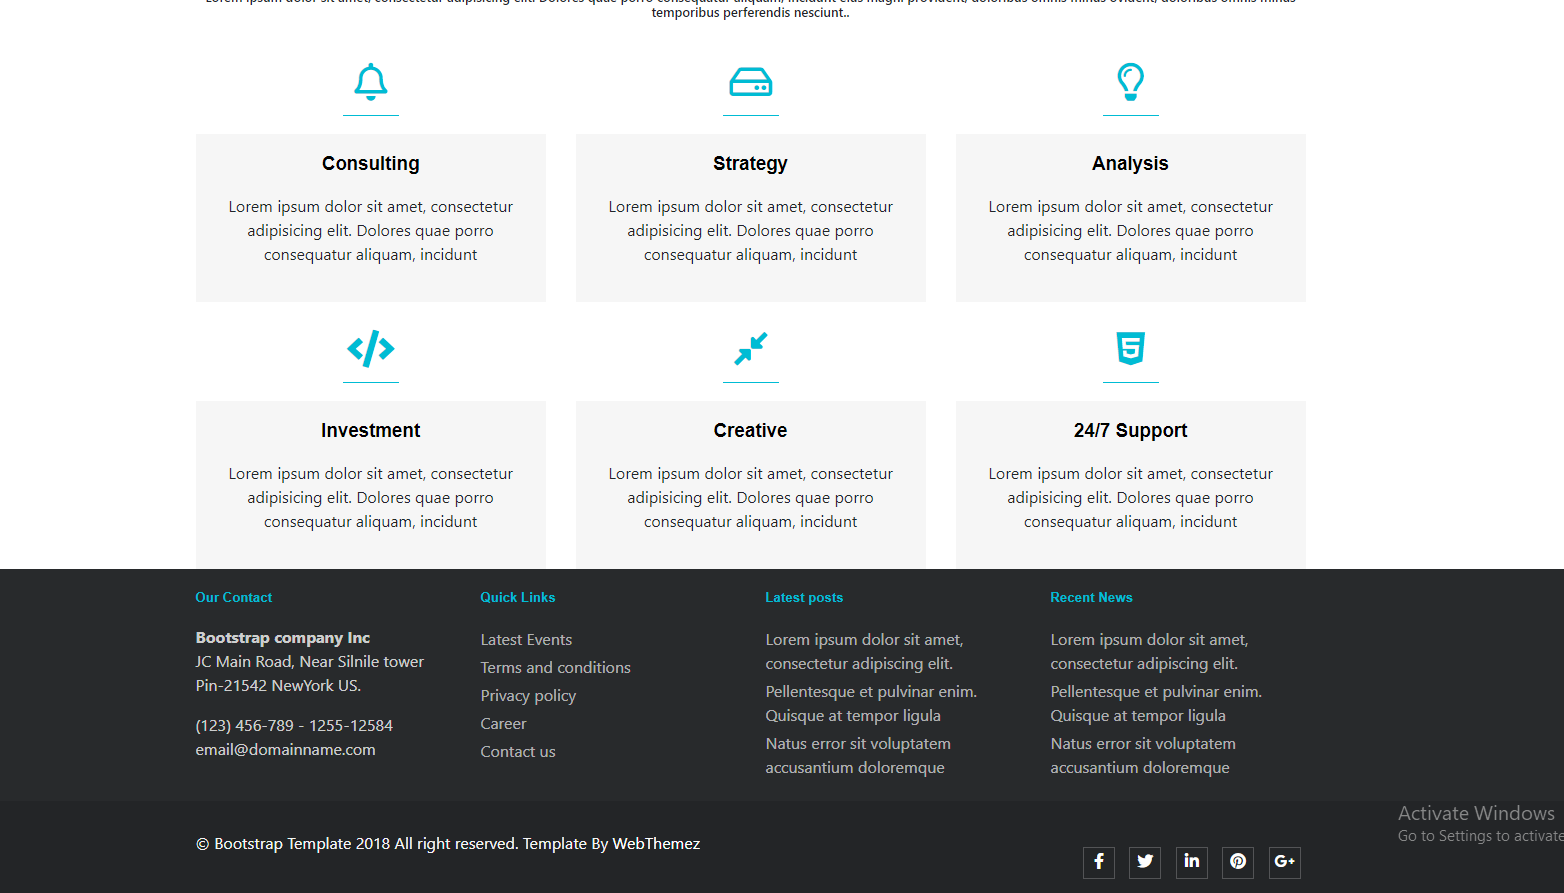 temporibus perferendis nesciunt..
Consulting
Lorem ipsum dolor sit amet, consectetur
adipisicing elit. Dolores quae porro
consequatur aliquam, incidunt
Strategy
Lorem ipsum dolor sit amet, consectetur
adipisicing elit. Dolores quae porro
consequatur aliquam, incidunt
Analysis
Lorem ipsum dolor sit amet, consectetur
adipisicing elit. Dolores quae porro
consequatur aliquam, incidunt
Investment
Lorem ipsum dolor sit amet, consectetur
adipisicing elit. Dolores quae porro
consequatur aliquam, incidunt
Creative
Lorem ipsum dolor sit amet, consectetur
adipisicing elit. Dolores quae porro
consequatur aliquam, incidunt
24/7 Support
Lorem ipsum dolor sit amet, consectetur
adipisicing elit. Dolores quae porro
consequatur aliquam, incidunt
Our Contact
Bootstrap company Inc
JC Main Road, Near Silnile tower
Pin-21542 NewYork US.
(123) 456-789 - 1255-12584
email@domainname.com
Quick Links
Latest Events
Terms and conditions
Privacy policy
Career
Contact us
Latest posts
Lorem ipsum dolor sit amet,
consectetur adipiscing elit.
Pellentesque et pulvinar enim.
Quisque at tempor ligula
Natus error sit voluptatem
accusantium doloremque
Recent News
Lorem ipsum dolor sit amet,
consectetur adipiscing elit.
Pellentesque et pulvinar enim.
Quisque at tempor ligula
Natus error sit voluptatem
accusantium doloremque
© Bootstrap Template 2018 All right reserved. Template By WebThemez
Activate Windows
Go to Settings to activate